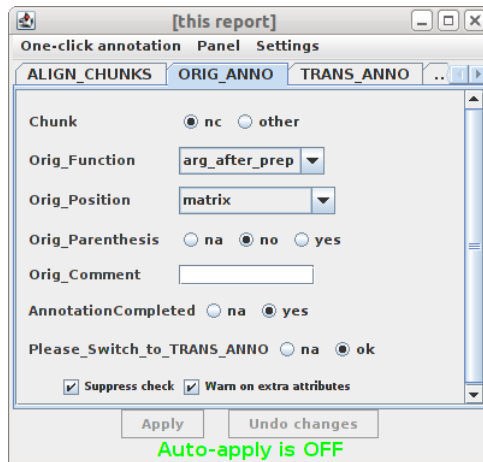 [this report]
One-click annotation Panel Settings
ALIGN_CHUNKS ORIG_ANNO TRANS_ANNO ..
Chunk nc other
Orig_Function arg_after_prep
Orig_Position matrix
Orig_Parenthesis na no yes
Orig_Comment
AnnotationCompleted na yes
Please_Switch_to_TRANS_ANNO na ok
Suppress check Warn on extra attributes
Apply Undo changes
Auto-apply is OFF